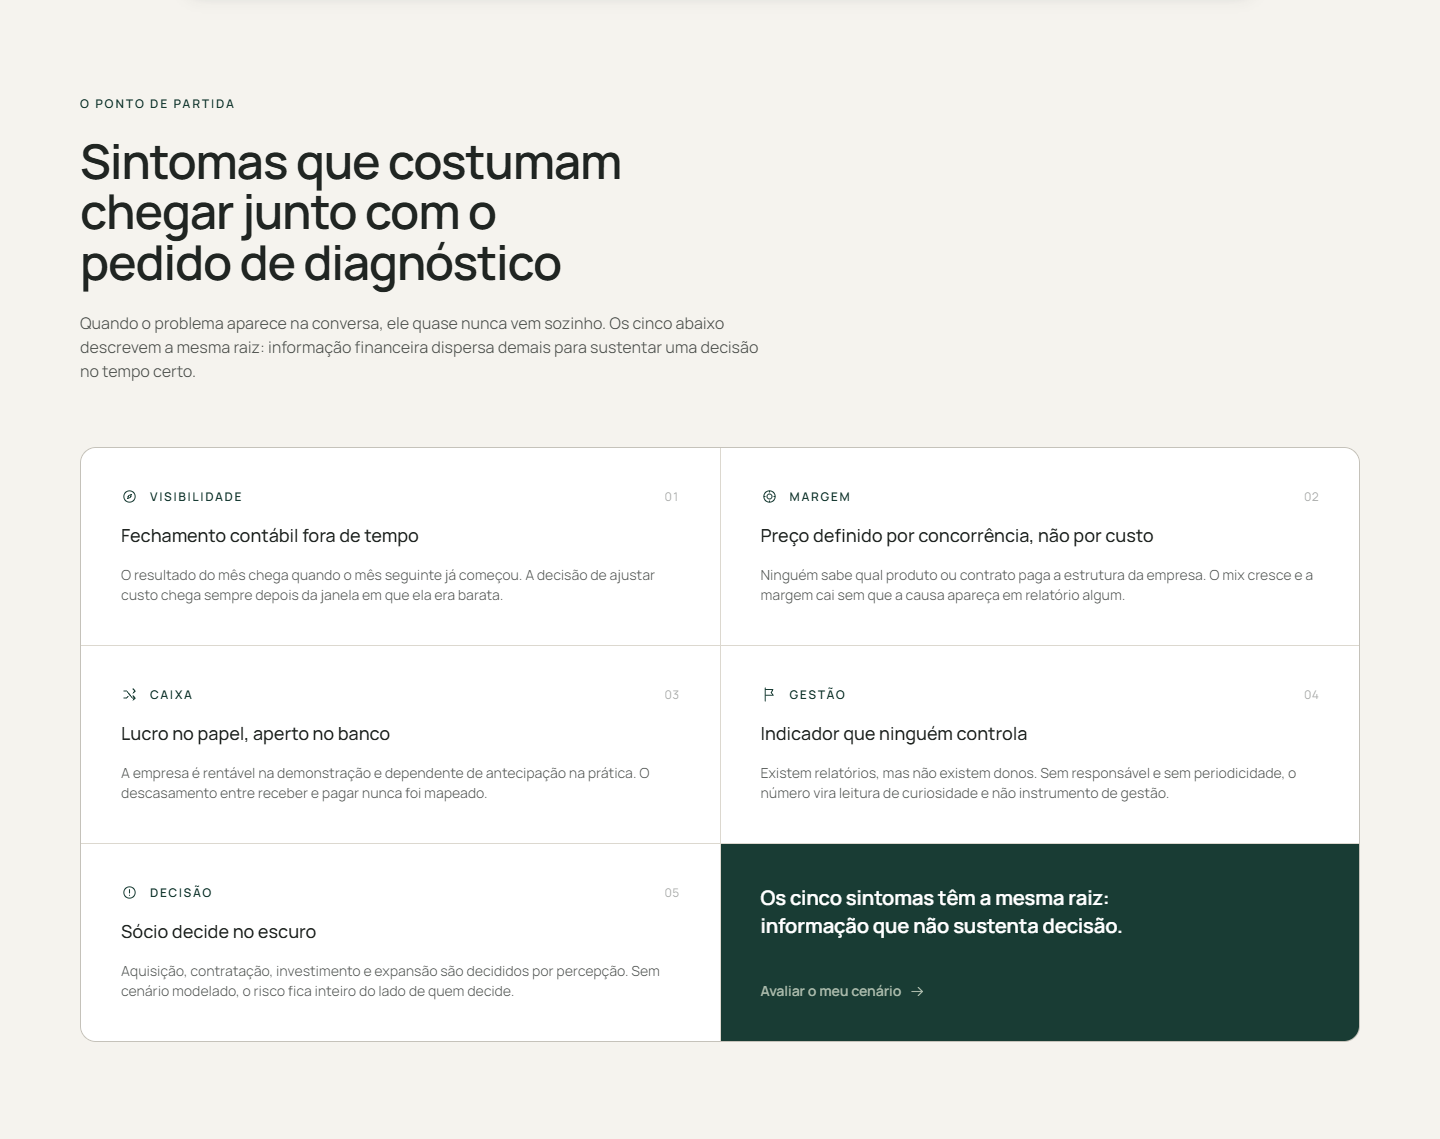 O PONTO DE PARTIDA
Sintomas que costumam
chegar junto com o
pedido de diagnóstico
Quando o problema aparece na conversa, ele quase nunca vem sozinho. Os cinco abaixo
descrevem a mesma raiz: informação financeira dispersa demais para sustentar uma decisão
no tempo certo.
VISIBILIDADE 01
Fechamento contábil fora de tempo
O resultado do mês chega quando o mês seguinte já começou. A decisão de ajustar
custo chega sempre depois da janela em que ela era barata.
MARGEM 02
Preço definido por concorrência, não por custo
Ninguém sabe qual produto ou contrato paga a estrutura da empresa. O mix cresce e a
margem cai sem que a causa apareça em relatório algum.
CAIXA 03
Lucro no papel, aperto no banco
A empresa é rentável na demonstração e dependente de antecipação na prática. O
descasamento entre receber e pagar nunca foi mapeado.
GESTÃO 04
Indicador que ninguém controla
Existem relatórios, mas não existem donos. Sem responsável e sem periodicidade, o
número vira leitura de curiosidade e não instrumento de gestão.
DECISÃO 05
Sócio decide no escuro
Aquisição, contratação, investimento e expansão são decididos por percepção. Sem
cenário modelado, o risco fica inteiro do lado de quem decide.
Os cinco sintomas têm a mesma raiz:
informação que não sustenta decisão.
Avaliar o meu cenário →